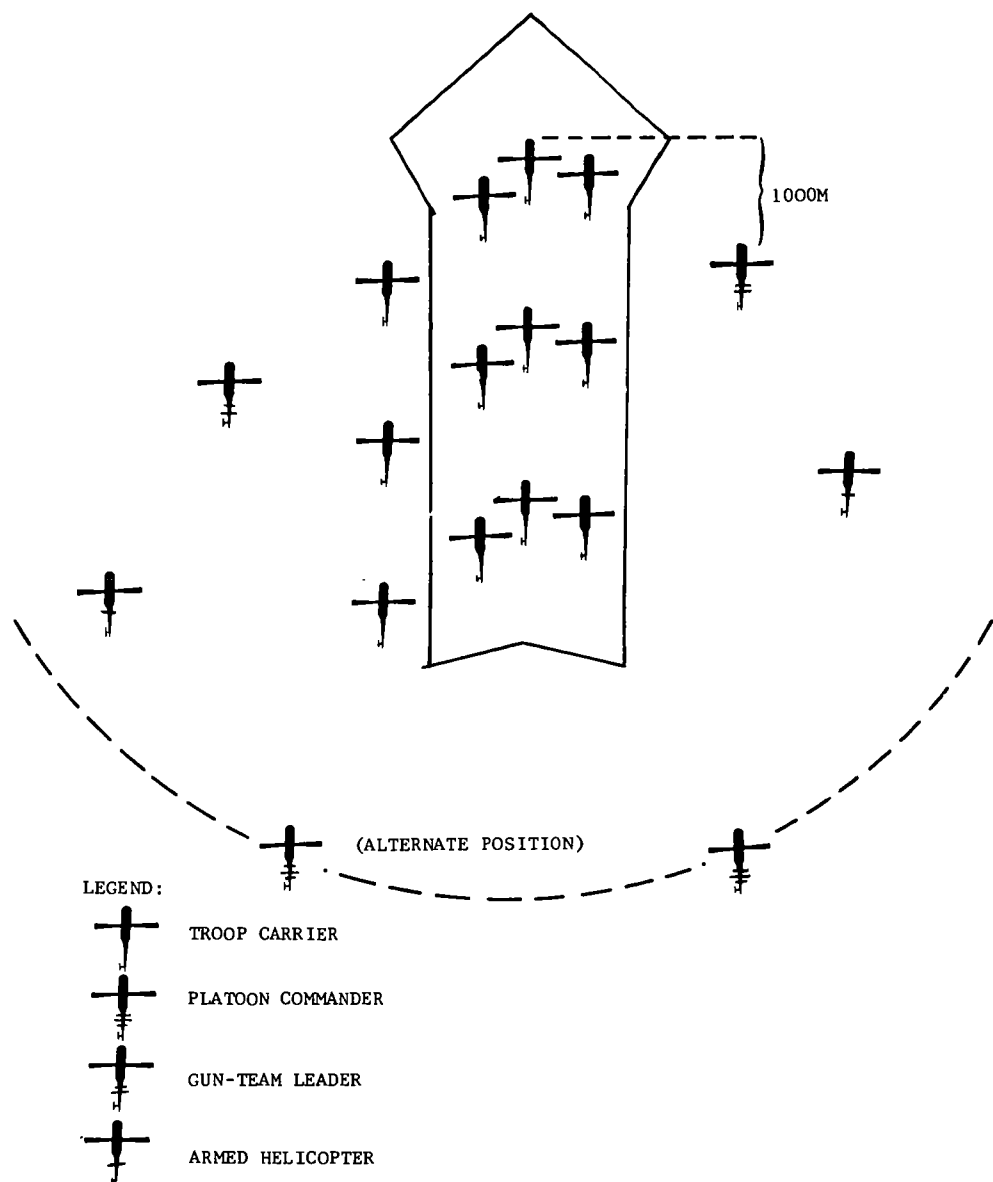 1000M
(ALTERNATE POSITION)
LEGEND:
TROOP CARRIER
PLATOON COMMANDER
GUN-TEAM LEADER
ARMED HELICOPTER